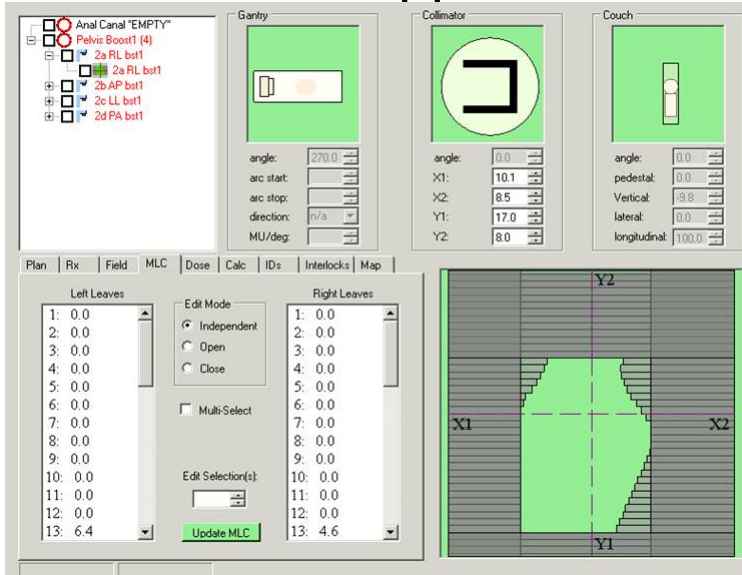 Anal Canal "EMPTY"
Pelvis Boost1 (4)
2a RL bst1
2a RL bst1
2b AP bst1
2c LL bst1
2d PA bst1
Gantry
angle: 270.0
arc start:
arc stop:
direction: n/a
MU/deg:
Collimator
angle: 0.0
X1: 10.1
X2: 8.5
Y1: 17.0
Y2: 8.0
Couch
angle: 0.0
pedestal: 0.0
Vertical: -9.8
lateral: 0.0
longitudinal: 100.0
Plan Rx Field MLC Dose Calc IDs Interlocks Map
Left Leaves
1: 0.0
2: 0.0
3: 0.0
4: 0.0
5: 0.0
6: 0.0
7: 0.0
8: 0.0
9: 0.0
10: 0.0
11: 0.0
12: 0.0
13: 6.4
Edit Mode
Independent
Open
Close
Multi-Select
Edit Selection(s):
Update MLC
Right Leaves
1: 0.0
2: 0.0
3: 0.0
4: 0.0
5: 0.0
6: 0.0
7: 0.0
8: 0.0
9: 0.0
10: 0.0
11: 0.0
12: 0.0
13: 4.6
Y2
X1
X2
Y1